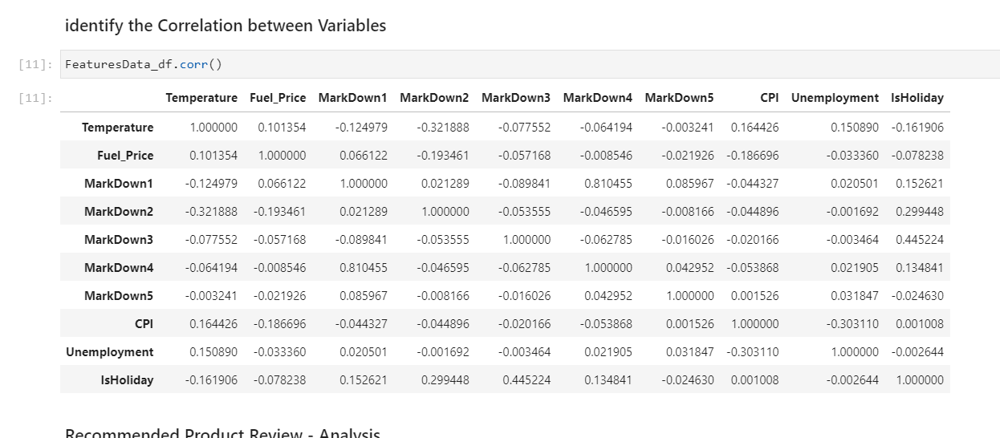 identify the Correlation between Variables
[11]: FeaturesData_df.corr()
[11]: Temperature Fuel_Price MarkDown1 MarkDown2 MarkDown3 MarkDown4 MarkDown5 CPI Unemployment IsHoliday
Temperature 1.000000 0.101354 -0.124979 -0.321888 -0.077552 -0.064194 -0.003241 0.164426 0.150890 -0.161906
Fuel_Price 0.101354 1.000000 0.066122 -0.193461 -0.057168 -0.008546 -0.021926 -0.186696 -0.033360 -0.078238
MarkDown1 -0.124979 0.066122 1.000000 0.021289 -0.089841 0.810455 0.085967 -0.044327 0.020501 0.152621
MarkDown2 -0.321888 -0.193461 0.021289 1.000000 -0.053555 -0.046595 -0.008166 -0.044896 -0.001692 0.299448
MarkDown3 -0.077552 -0.057168 -0.089841 -0.053555 1.000000 -0.062785 -0.016026 -0.020166 -0.003464 0.445224
MarkDown4 -0.064194 -0.008546 0.810455 -0.046595 -0.062785 1.000000 0.042952 -0.053868 0.021905 0.134841
MarkDown5 -0.003241 -0.021926 0.085967 -0.008166 -0.016026 0.042952 1.000000 0.001526 0.031847 -0.024630
CPI 0.164426 -0.186696 -0.044327 -0.044896 -0.020166 -0.053868 0.001526 1.000000 -0.303110 0.001008
Unemployment 0.150890 -0.033360 0.020501 -0.001692 -0.003464 0.021905 0.031847 -0.303110 1.000000 -0.002644
IsHoliday -0.161906 -0.078238 0.152621 0.299448 0.445224 0.134841 -0.024630 0.001008 -0.002644 1.000000
Recommended Product Review - Analysis